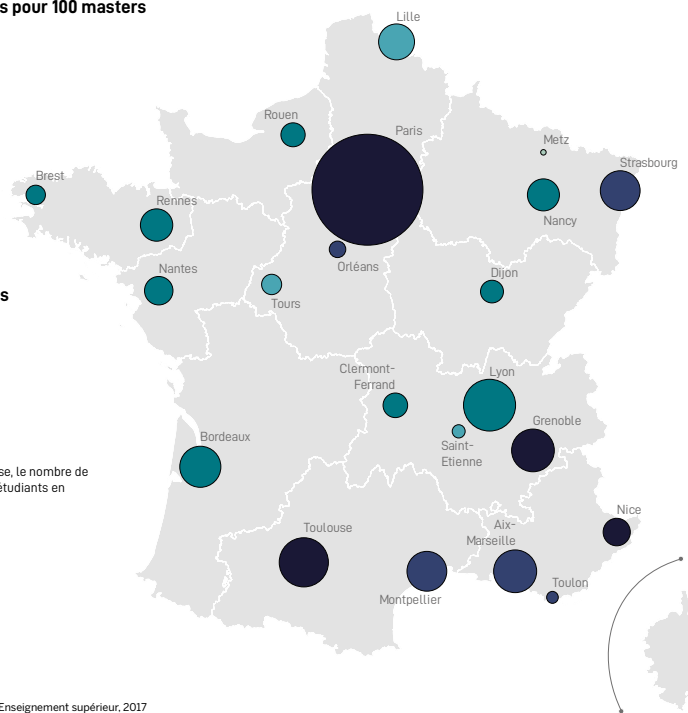 s pour 100 masters
Lille
Rouen
Paris
Metz
Strasbourg
Brest
Rennes
Nancy
Nantes
Orléans
Dijon
s
Tours
Clermont-
Ferrand
Lyon
Grenoble
Bordeaux
Saint-
Etienne
se, le nombre de
étudiants en
Nice
Toulouse
Aix-
Marseille
Toulon
Montpellier
Enseignement supérieur, 2017